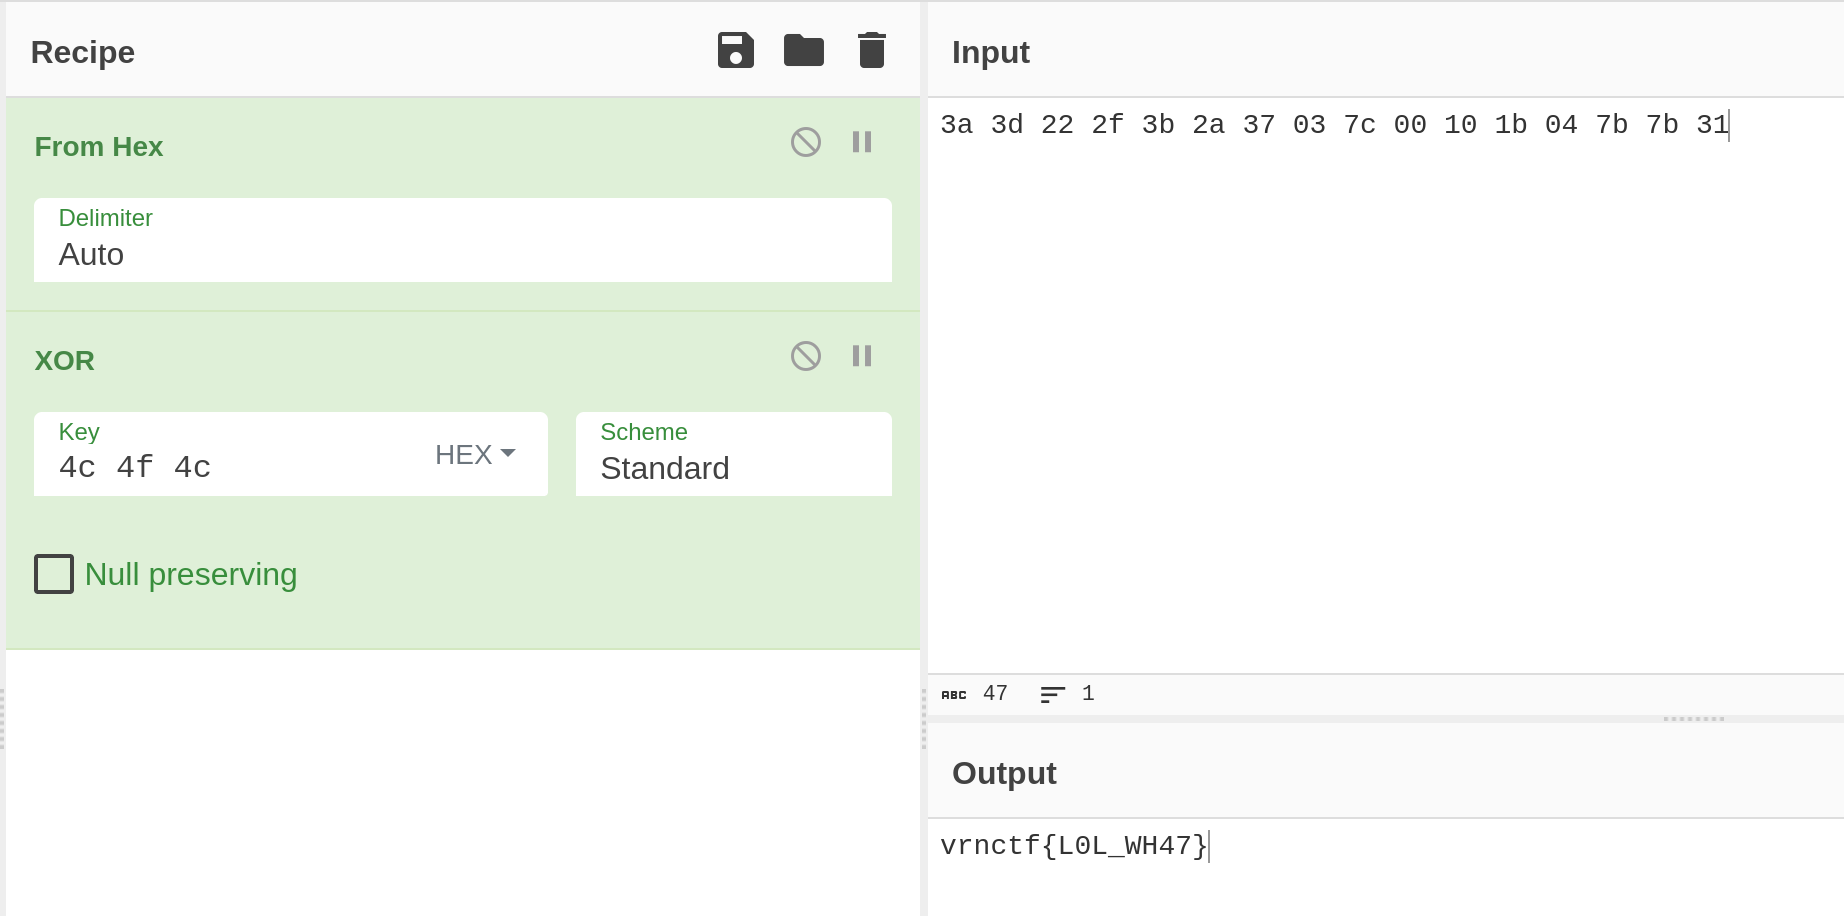 Recipe
From Hex
Delimiter
Auto
XOR
Key
4c 4f 4c
HEX
Scheme
Standard
Null preserving
Input
3a 3d 22 2f 3b 2a 37 03 7c 00 10 1b 04 7b 7b 31
ABC 47 1
Output
vrnctf{L0L_WH47}